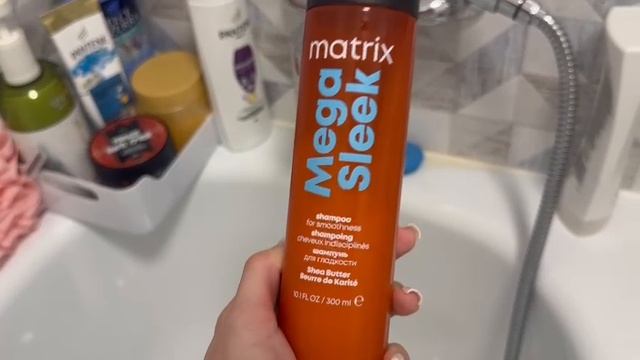 matrix
Mega
Sleek
shampoo
for smoothness
shampoing
cheveux indisciplinés
шампунь
для гладкости
Shea Butter
Beurre de Karité
10.1 FL OZ / 300 ml ℮
PANTENE